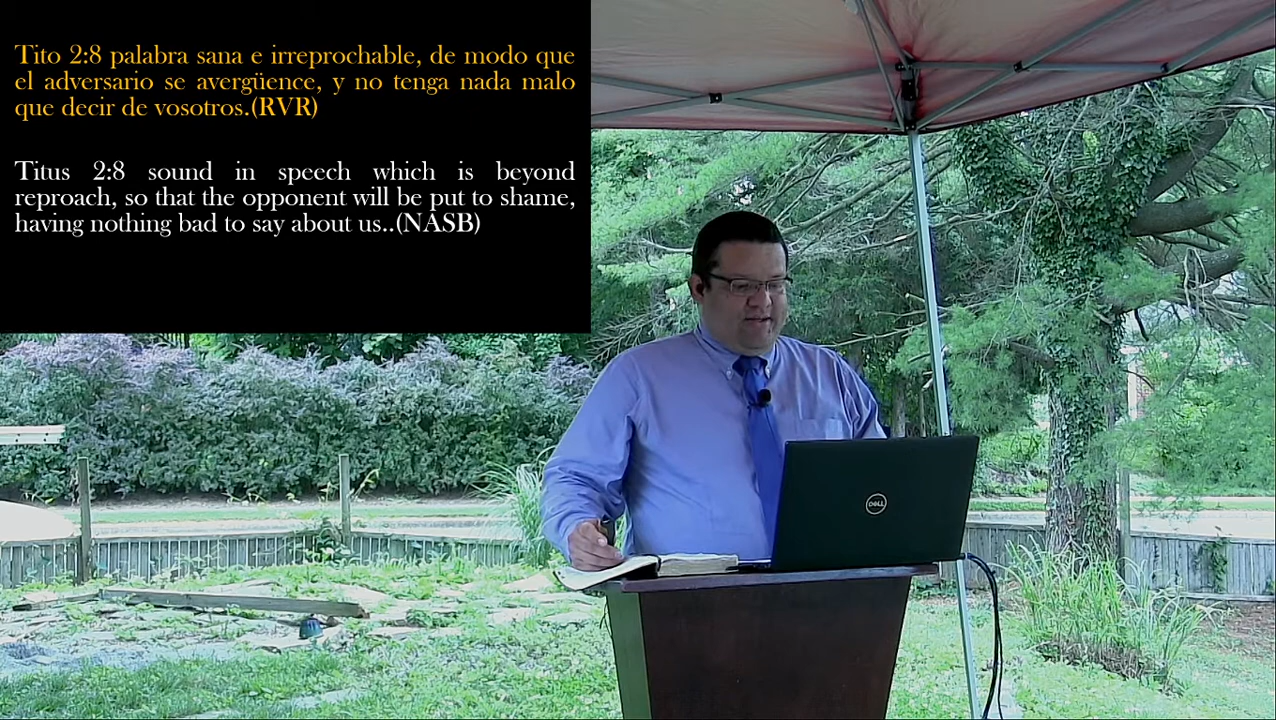 Tito 2:8 palabra sana e irreprochable, de modo que
el adversario se avergüence, y no tenga nada malo
que decir de vosotros.(RVR)
Titus 2:8 sound in speech which is beyond
reproach, so that the opponent will be put to shame,
having nothing bad to say about us..(NASB)
DELL